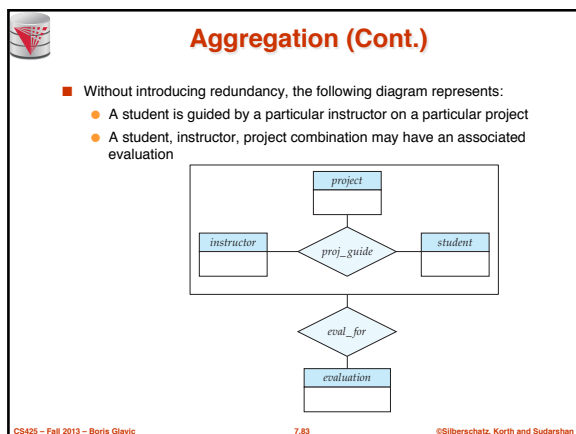 Aggregation (Cont.)
Without introducing redundancy, the following diagram represents:
A student is guided by a particular instructor on a particular project
A student, instructor, project combination may have an associated
evaluation
project
instructor
proj_guide
student
eval_for
evaluation
CS425 – Fall 2013 – Boris Glavic
7.83
©Silberschatz, Korth and Sudarshan